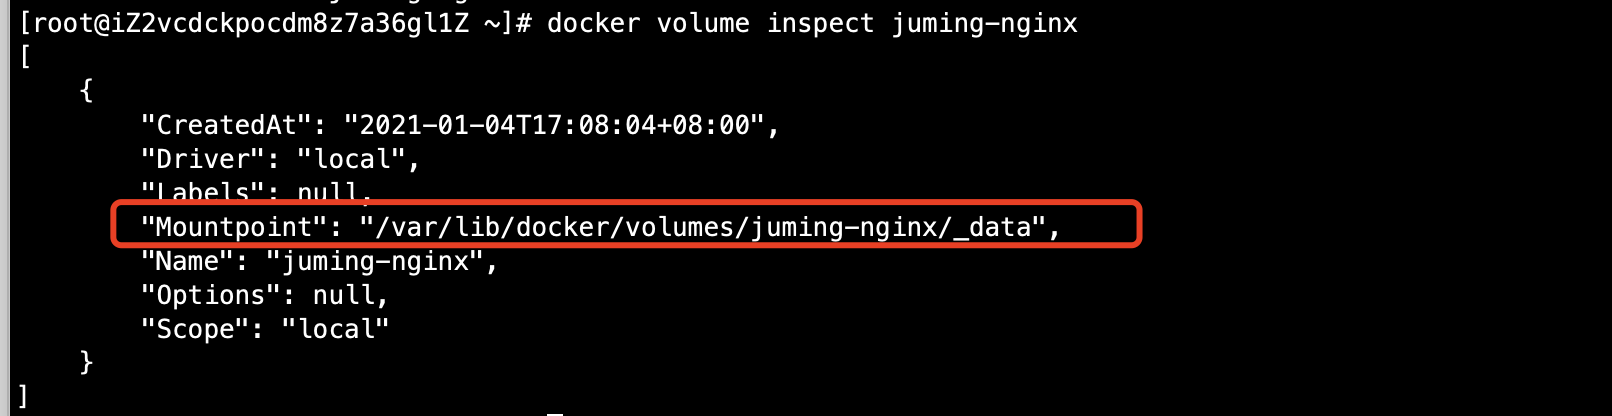 [root@iZ2vcdckpocdm8z7a36gl1Z ~]# docker volume inspect juming-nginx
[
    {
        "CreatedAt": "2021-01-04T17:08:04+08:00",
        "Driver": "local",
        "Labels": null,
        "Mountpoint": "/var/lib/docker/volumes/juming-nginx/_data",
        "Name": "juming-nginx",
        "Options": null,
        "Scope": "local"
    }
]